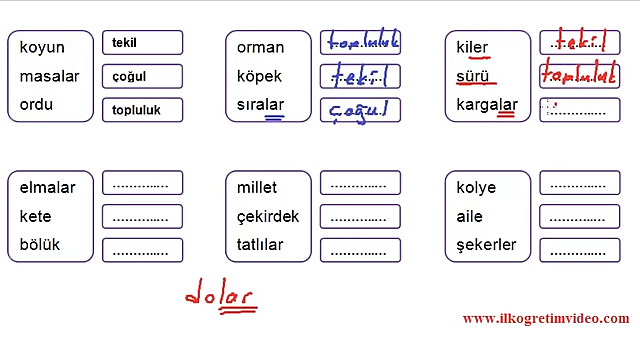 koyun tekil
masalar çoğul
ordu topluluk
orman topluluk
köpek tekil
sıralar çoğul
kiler tekil
sürü topluluk
kargalar ..............
elmalar ..............
kete ..............
bölük ..............
millet ..............
çekirdek ..............
tatlılar ..............
kolye ..............
aile ..............
şekerler ..............
dolar
www.ilkogretimvideo.com